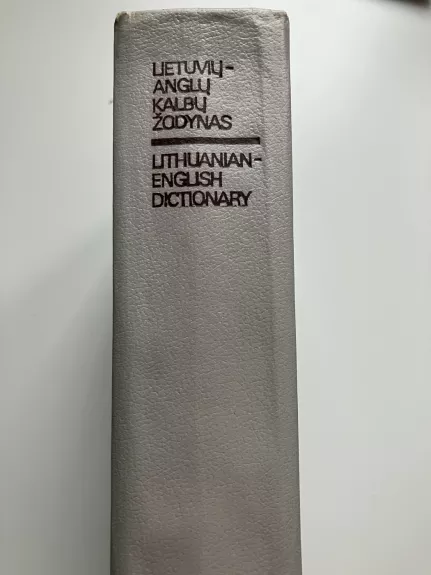 LIETUVIŲ-
ANGLŲ
KALBŲ
ŽODYNAS
LITHUANIAN-
ENGLISH
DICTIONARY